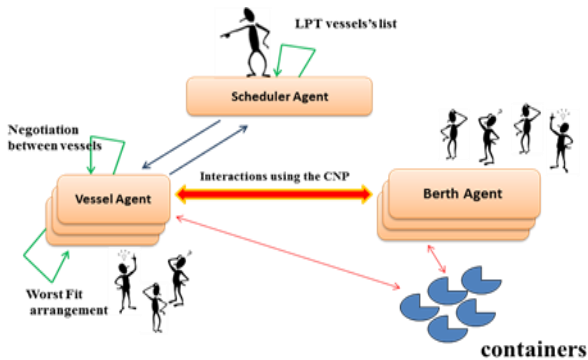 LPT vessels's list
Scheduler Agent
Negotiation
between vessels
Interactions using the CNP
Vessel Agent
Berth Agent
Worst Fit
arrangement
containers